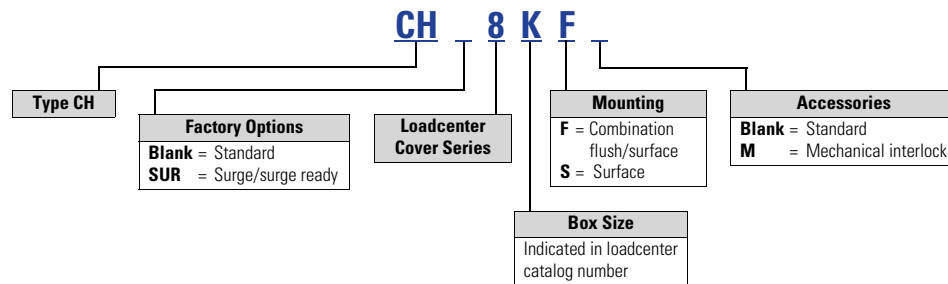 CH _ 8 K F _
Type CH
Factory Options
Blank = Standard
SUR = Surge/surge ready
Loadcenter
Cover Series
Mounting
F = Combination
flush/surface
S = Surface
Accessories
Blank = Standard
M = Mechanical interlock
Box Size
Indicated in loadcenter
catalog number